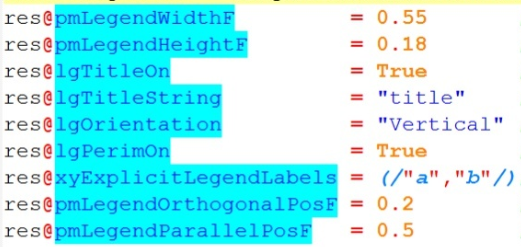 res@pmLegendWidthF = 0.55
res@pmLegendHeightF = 0.18
res@lgTitleOn = True
res@lgTitleString = "title"
res@lgOrientation = "Vertical"
res@lgPerimOn = True
res@xyExplicitLegendLabels = (/"a","b"/)
res@pmLegendOrthogonalPosF = 0.2
res@pmLegendParallelPosF = 0.5